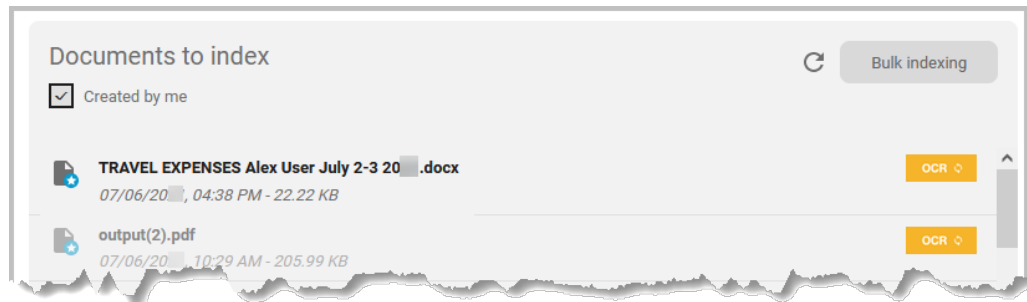 Documents to index
Bulk indexing
Created by me
TRAVEL EXPENSES Alex User July 2-3 20 .docx
OCR
07/06/20 , 04:38 PM - 22.22 KB
output(2).pdf
OCR
07/06/20 , 10:29 AM - 205.99 KB